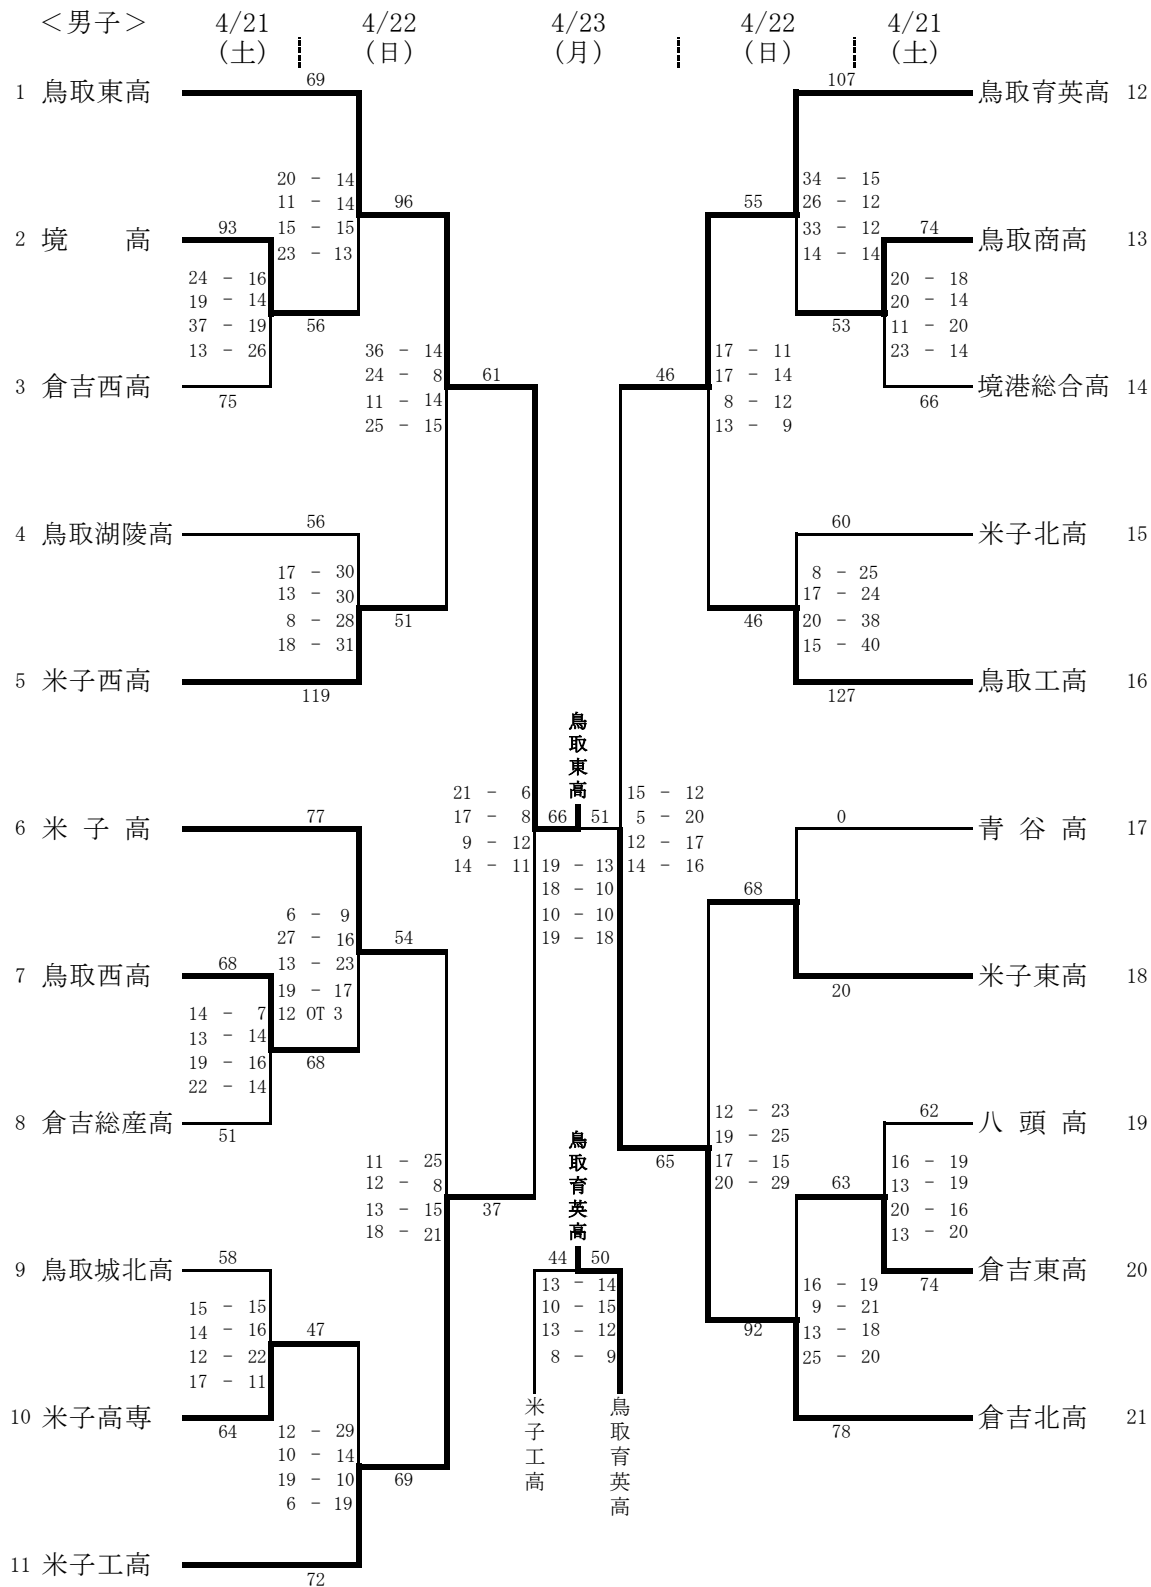 ＜男子＞ 4/21 4/22 4/23 4/22 4/21
(土) (日) (月) (日) (土)
69 107
1 鳥取東高 鳥取育英高 12
20 - 14 34 - 15
11 - 14 96 55 26 - 12
93 15 - 15 33 - 12 74
2 境 高 23 - 13 14 - 14 鳥取商高 13
24 - 16 20 - 18
19 - 14 20 - 14
37 - 19 56 53 11 - 20
13 - 26 36 - 14 17 - 11 23 - 14
24 - 8 61 46 17 - 14
3 倉吉西高 境港総合高 14
75 11 - 14 8 - 12 66
25 - 15 13 - 9
56 60
4 鳥取湖陵高 米子北高 15
17 - 30 8 - 25
13 - 30 17 - 24
8 - 28 51 46 20 - 38
18 - 31 15 - 40
5 米子西高 鳥取工高 16
119 127
鳥取東高
21 - 6 15 - 12
77 17 - 8 66 51 5 - 20 0
6 米子高 青谷高 17
9 - 12 12 - 17
14 - 11 19 - 13 14 - 16
18 - 10 68
6 - 9 10 - 10
27 - 16 54 19 - 18
68 13 - 23
7 鳥取西高 米子東高 18
19 - 17 20
14 - 7 12 OT 3
13 - 14
19 - 16 68
22 - 14
12 - 23 62
8 倉吉総産高 八頭高 19
51 19 - 25
鳥取育英高
11 - 25 65 17 - 15 16 - 19
12 - 8 20 - 29 63 13 - 19
13 - 15 37 20 - 16
18 - 21 13 - 20
58 44 50
9 鳥取城北高 倉吉東高 20
13 - 14 16 - 19 74
15 - 15 10 - 15 9 - 21
14 - 16 47 13 - 12 92 13 - 18
12 - 22 8 - 9 25 - 20
17 - 11
10 米子高専 米子工高 鳥取育英高 倉吉北高 21
64 12 - 29 78
10 - 14
19 - 10 69
6 - 19
11 米子工高
72